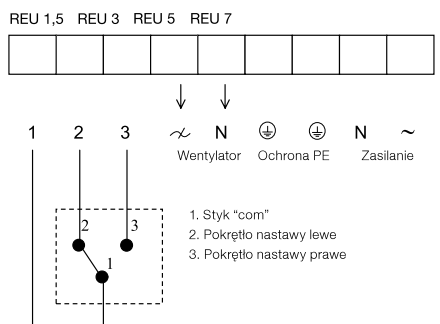 REU 1,5 REU 3 REU 5 REU 7
1 2 3 N N ~
Wentylator Ochrona PE Zasilanie
2 3
1
1. Styk “com”
2. Pokrętło nastawy lewe
3. Pokrętło nastawy prawe